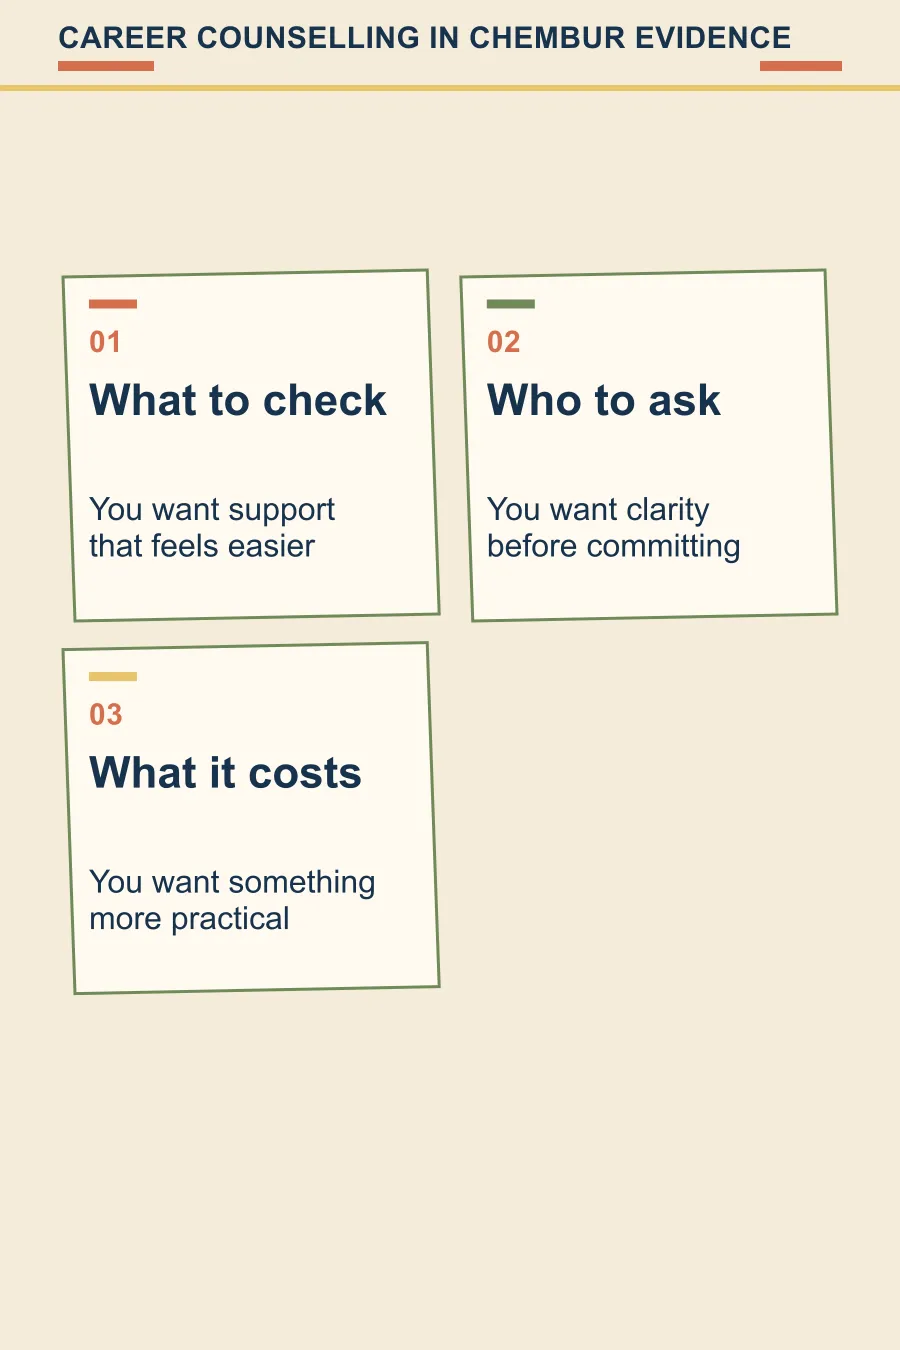 CAREER COUNSELLING IN CHEMBUR EVIDENCE
01
What to check
You want support
that feels easier
02
Who to ask
You want clarity
before committing
03
What it costs
You want something
more practical